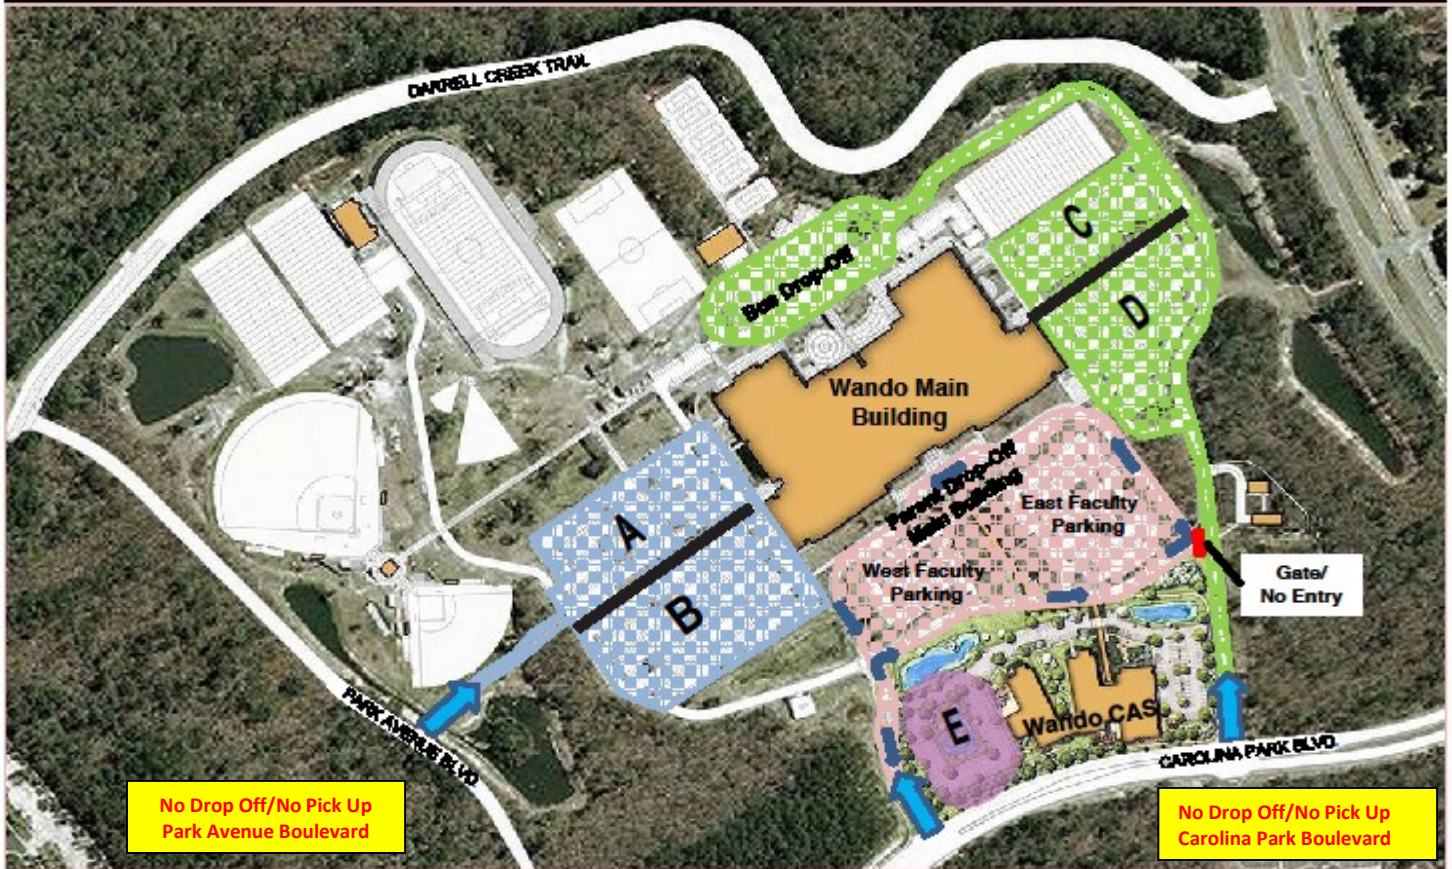 DARRELL CREEK TRAIL
C
Bus Drop-Off
D
Wando Main
Building
Parent Drop-Off
Main Building
East Faculty
Parking
A
West Faculty
Parking
B
Gate/
No Entry
PARK AVENUE BLVD
E
Wando CAS
CAROLINA PARK BLVD
No Drop Off/No Pick Up
Park Avenue Boulevard
No Drop Off/No Pick Up
Carolina Park Boulevard